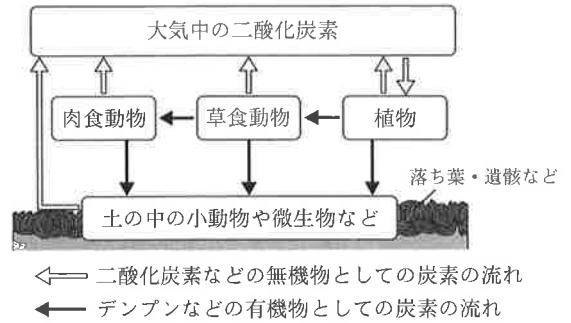 大気中の二酸化炭素
肉食動物
草食動物
植物
落ち葉・遺骸など
土の中の小動物や微生物など
二酸化炭素などの無機物としての炭素の流れ
デンプンなどの有機物としての炭素の流れ